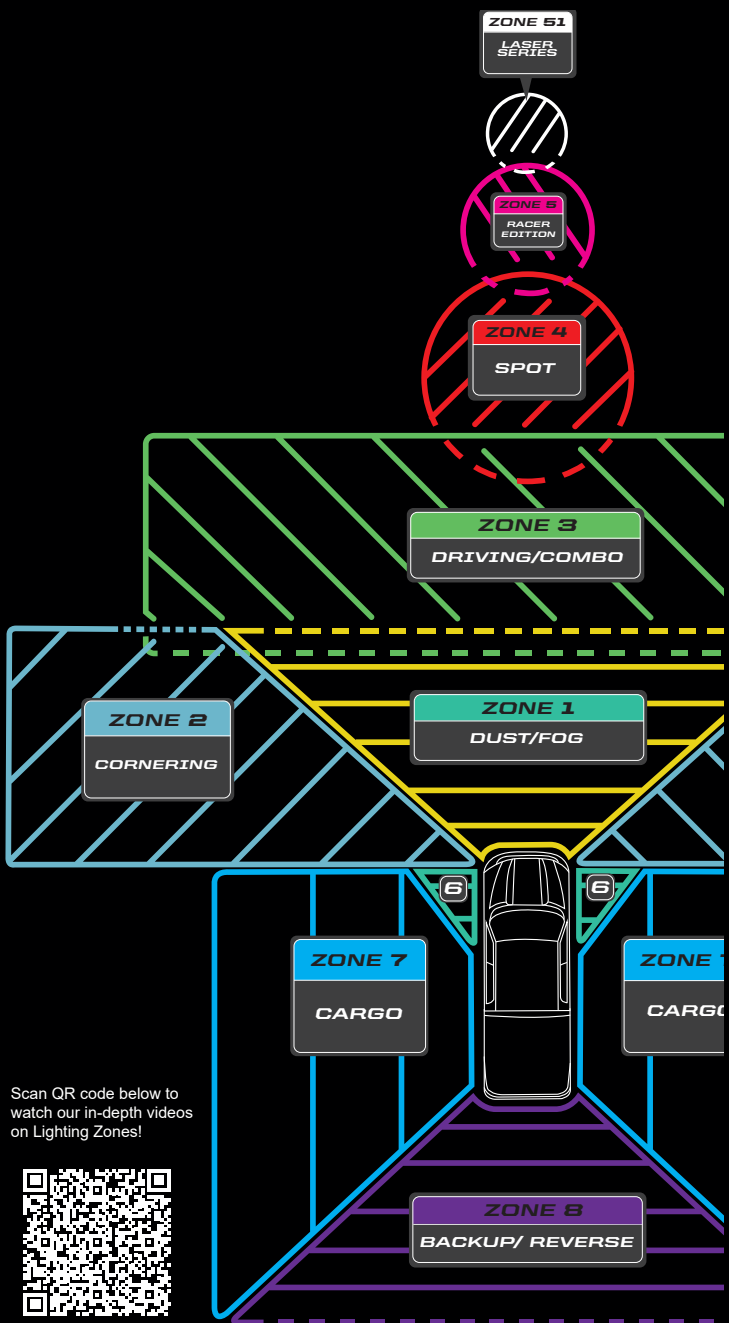 ZONE 51
LASER
SERIES
ZONE 5
RACER
EDITION
ZONE 4
SPOT
ZONE 3
DRIVING/COMBO
ZONE 2
CORNERING
ZONE 1
DUST/FOG
6
6
ZONE 7
CARGO
ZONE
CARGO
Scan QR code below to
watch our in-depth videos
on Lighting Zones!
ZONE 8
BACKUP/ REVERSE